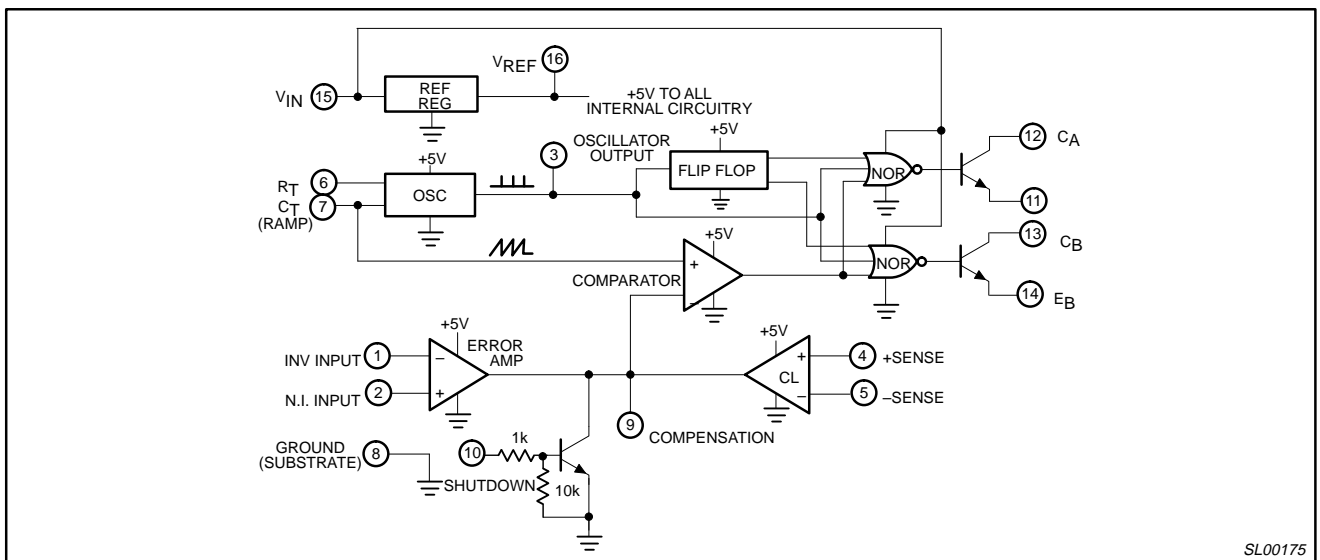 VREF
16
VIN 15
REF
REG
+5V TO ALL
INTERNAL CIRCUITRY
12 CA
+5V
OSCILLATOR
OUTPUT
3
FLIP FLOP
NOR
11
+5V
RT 6
CT 7
(RAMP)
OSC
13 CB
+5V
COMPARATOR
+
–
NOR
14 EB
+5V
ERROR
AMP
INV INPUT 1
–
N.I. INPUT 2
+
+5V
CL
+
4 +SENSE
–
5 –SENSE
9 COMPENSATION
GROUND
(SUBSTRATE) 8
10
1k
SHUTDOWN
10k
SL00175